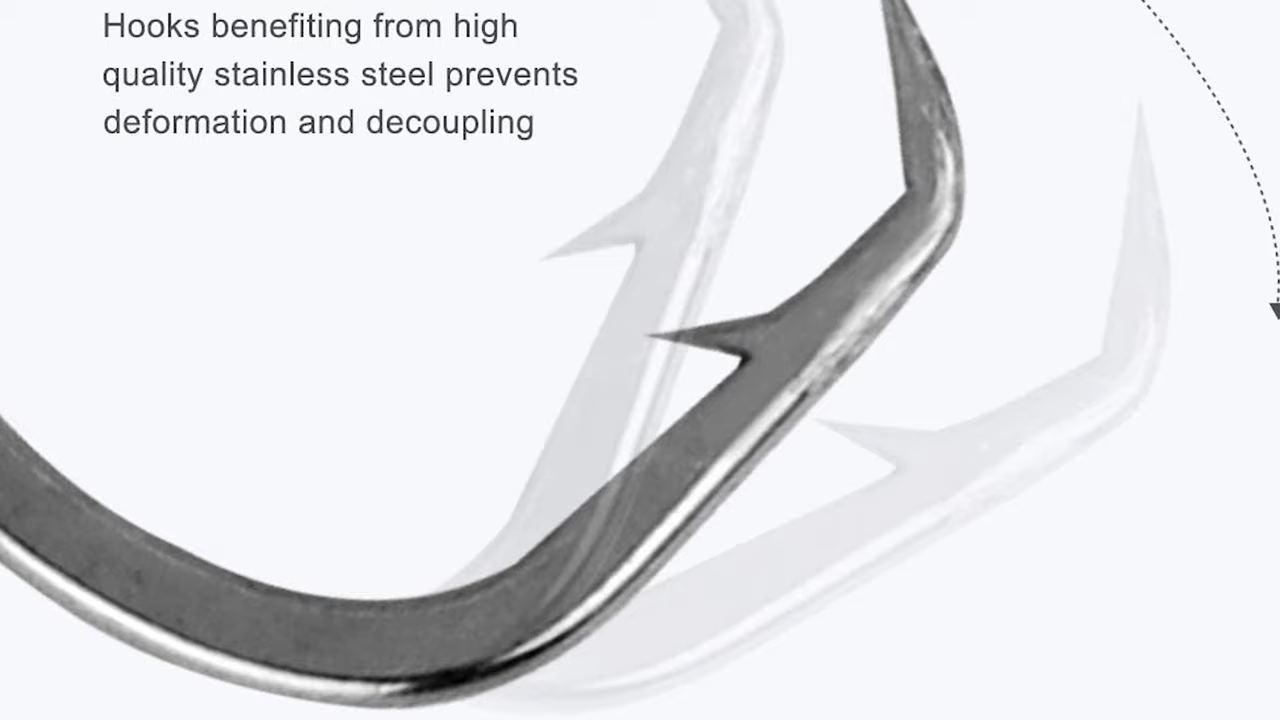 Hooks benefiting from high
quality stainless steel prevents
deformation and decoupling